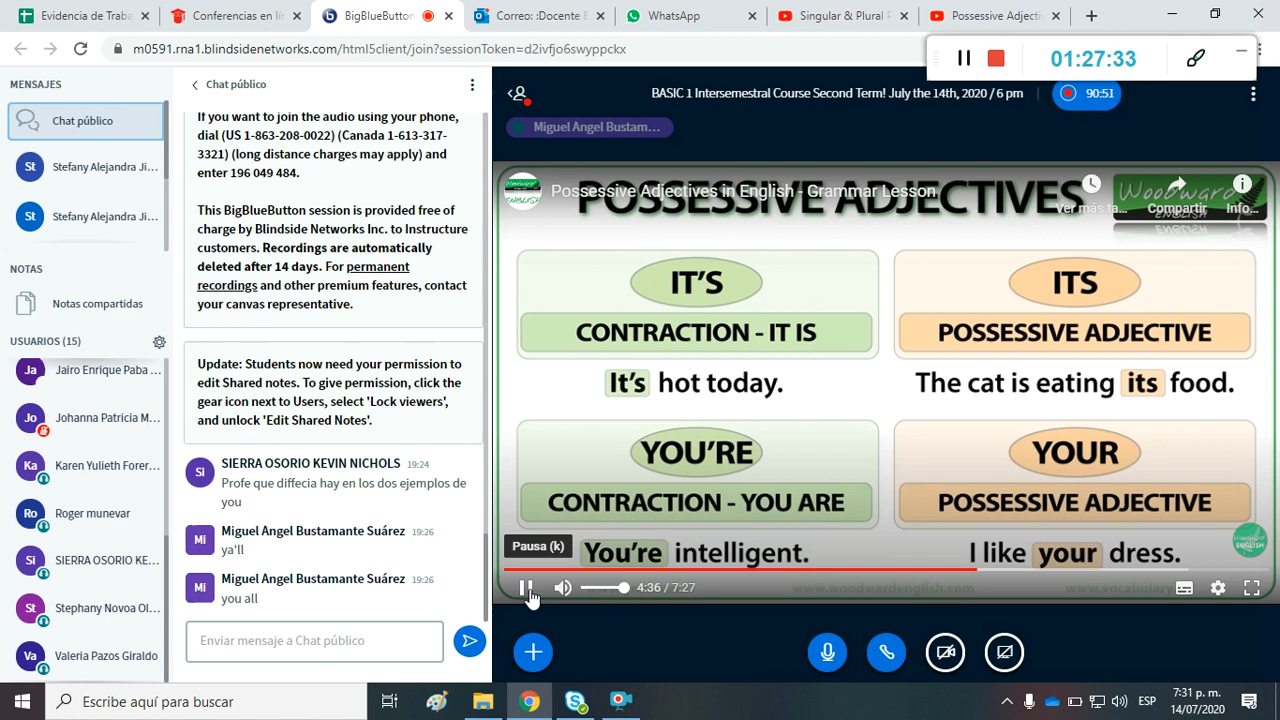 Evidencia de Traba
Conferencias en lín
BigBlueButton
Correo: :Docente E
WhatsApp
Singular & Plural P
Possessive Adjecti
m0591.rna1.blindsidenetworks.com/html5client/join?sessionToken=d2ivfjo6swyppckx
01:27:33
MENSAJES
Chat público
Stefany Alejandra Ji...
Stefany Alejandra Ji...
NOTAS
Notas compartidas
USUARIOS (15)
Jairo Enrique Paba ...
Johanna Patricia M...
Karen Yulieth Forer...
Roger munevar
SIERRA OSORIO KE...
Stephany Novoa Ol...
Valeria Pazos Giraldo
Chat público
If you want to join the audio using your phone,
dial (US 1-863-208-0022) (Canada 1-613-317-
3321) (long distance charges may apply) and
enter 196 049 484.
This BigBlueButton session is provided free of
charge by Blindside Networks Inc. to Instructure
customers. Recordings are automatically
deleted after 14 days. For permanent
recordings and other premium features, contact
your canvas representative.
Update: Students now need your permission to
edit Shared notes. To give permission, click the
gear icon next to Users, select 'Lock viewers',
and unlock 'Edit Shared Notes'.
SIERRA OSORIO KEVIN NICHOLS 19:24
Profe que differcia hay en los dos ejemplos de
you
Miguel Angel Bustamante Suárez 19:26
ya'll
Miguel Angel Bustamante Suárez 19:26
you all
Enviar mensaje a Chat público
BASIC 1 Intersemestral Course Second Term! July the 14th, 2020 / 6 pm
90:51
Miguel Angel Bustam...
Possessive Adjectives in English - Grammar Lesson
POSSESSIVE ADJECTIVES
Woodward
ENGLISH
Ver más ta...
Compartir
Info...
IT'S
CONTRACTION - IT IS
It's hot today.
ITS
POSSESSIVE ADJECTIVE
The cat is eating its food.
YOU'RE
CONTRACTION - YOU ARE
You're intelligent.
YOUR
POSSESSIVE ADJECTIVE
I like your dress.
Pausa (k)
4:36 / 7:27
www.woodwardenglish.com
www.vocabulary
Escribe aquí para buscar
ESP
7:31 p. m.
14/07/2020